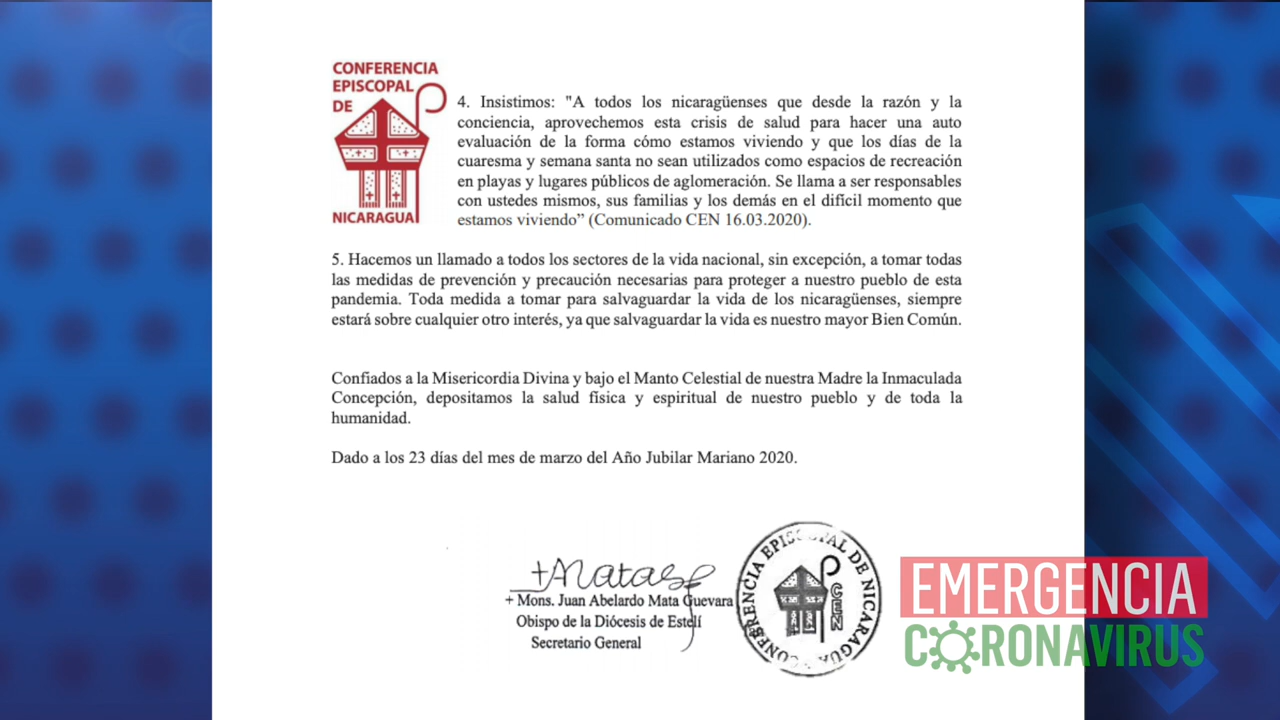 CONFERENCIA
EPISCOPAL
DE
NICARAGUA
4. Insistimos: "A todos los nicaragüenses que desde la razón y la
conciencia, aprovechemos esta crisis de salud para hacer una auto
evaluación de la forma cómo estamos viviendo y que los días de la
cuaresma y semana santa no sean utilizados como espacios de recreación
en playas y lugares públicos de aglomeración. Se llama a ser responsables
con ustedes mismos, sus familias y los demás en el difícil momento que
estamos viviendo” (Comunicado CEN 16.03.2020).
5. Hacemos un llamado a todos los sectores de la vida nacional, sin excepción, a tomar todas
las medidas de prevención y precaución necesarias para proteger a nuestro pueblo de esta
pandemia. Toda medida a tomar para salvaguardar la vida de los nicaragüenses, siempre
estará sobre cualquier otro interés, ya que salvaguardar la vida es nuestro mayor Bien Común.
Confiados a la Misericordia Divina y bajo el Manto Celestial de nuestra Madre la Inmaculada
Concepción, depositamos la salud física y espiritual de nuestro pueblo y de toda la
humanidad.
Dado a los 23 días del mes de marzo del Año Jubilar Mariano 2020.
+ Mons. Juan Abelardo Mata Guevara
Obispo de la Diócesis de Estelí
Secretario General
CONFERENCIA EPISCOPAL DE NICARAGUA
CEN
EMERGENCIA
CORONAVIRUS